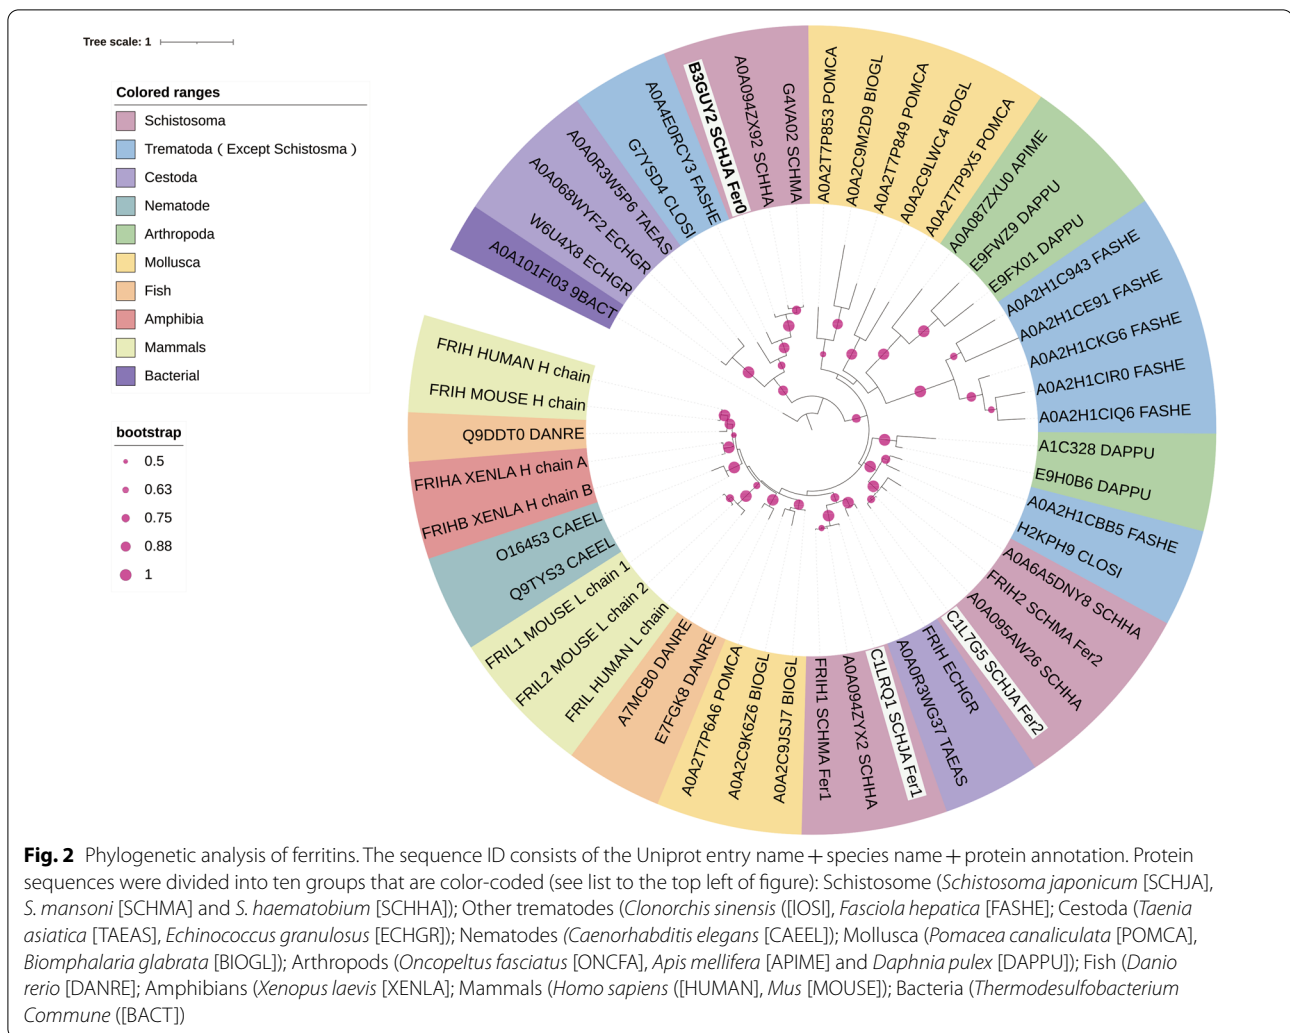 Tree scale: 1
Colored ranges
Schistosoma
Trematoda ( Except Schistosma )
Cestoda
Nematode
Arthropoda
Mollusca
Fish
Amphibia
Mammals
Bacterial
bootstrap
0.5
0.63
0.75
0.88
1
A0A101FI03 9BACT
W6U4X8 ECHGR
A0A068WYF2 ECHGR
A0A0R3W5P6 TAEAS
G7YSD4 CLOSI
A0A4E0RCY3 FASHE
B3GUY2 SCHJA Fer0
A0A094ZX92 SCHHA
G4VA02 SCHMA
A0A2T7P853 POMCA
A0A2C9M2D9 BIOGL
A0A2T7P849 POMCA
A0A2C9LWC4 BIOGL
A0A2T7P9X5 POMCA
A0A087ZXU0 APIME
E9FWZ9 DAPPU
E9FX01 DAPPU
A0A2H1C943 FASHE
A0A2H1CE91 FASHE
A0A2H1CKG6 FASHE
A0A2H1CIR0 FASHE
A0A2H1CIQ6 FASHE
A1C328 DAPPU
E9H0B6 DAPPU
A0A2H1CBB5 FASHE
H2KPH9 CLOSI
A0A6A5DNY8 SCHHA
FRIH2 SCHMA Fer2
A0A095AW26 SCHHA
C1L7G5 SCHJA Fer2
FRIH ECHGR
A0A0R3WG37 TAEAS
C1LRQ1 SCHJA Fer1
A0A094ZYX2 SCHHA
FRIH1 SCHMA Fer1
A0A2C9JSJ7 BIOGL
A0A2C9K6Z6 BIOGL
A0A2T7P6A6 POMCA
E7FGK8 DANRE
A7MCB0 DANRE
FRIL HUMAN L chain
FRIL2 MOUSE L chain 2
FRIL1 MOUSE L chain 1
Q9TYS3 CAEEL
O16453 CAEEL
FRIHB XENLA H chain B
FRIHA XENLA H chain A
Q9DDT0 DANRE
FRIH MOUSE H chain
FRIH HUMAN H chain
Fig. 2 Phylogenetic analysis of ferritins. The sequence ID consists of the Uniprot entry name + species name + protein annotation. Protein
sequences were divided into ten groups that are color-coded (see list to the top left of figure): Schistosome (Schistosoma japonicum [SCHJA],
S. mansoni [SCHMA] and S. haematobium [SCHHA]); Other trematodes (Clonorchis sinensis ([lOSI], Fasciola hepatica [FASHE]; Cestoda (Taenia
asiatica [TAEAS], Echinococcus granulosus [ECHGR]); Nematodes (Caenorhabditis elegans [CAEEL]); Mollusca (Pomacea canaliculata [POMCA],
Biomphalaria glabrata [BIOGL]); Arthropods (Oncopeltus fasciatus [ONCFA], Apis mellifera [APIME] and Daphnia pulex [DAPPU]); Fish (Danio
rerio [DANRE]; Amphibians (Xenopus laevis [XENLA]; Mammals (Homo sapiens ([HUMAN], Mus [MOUSE]); Bacteria (Thermodesulfobacterium
Commune ([BACT])